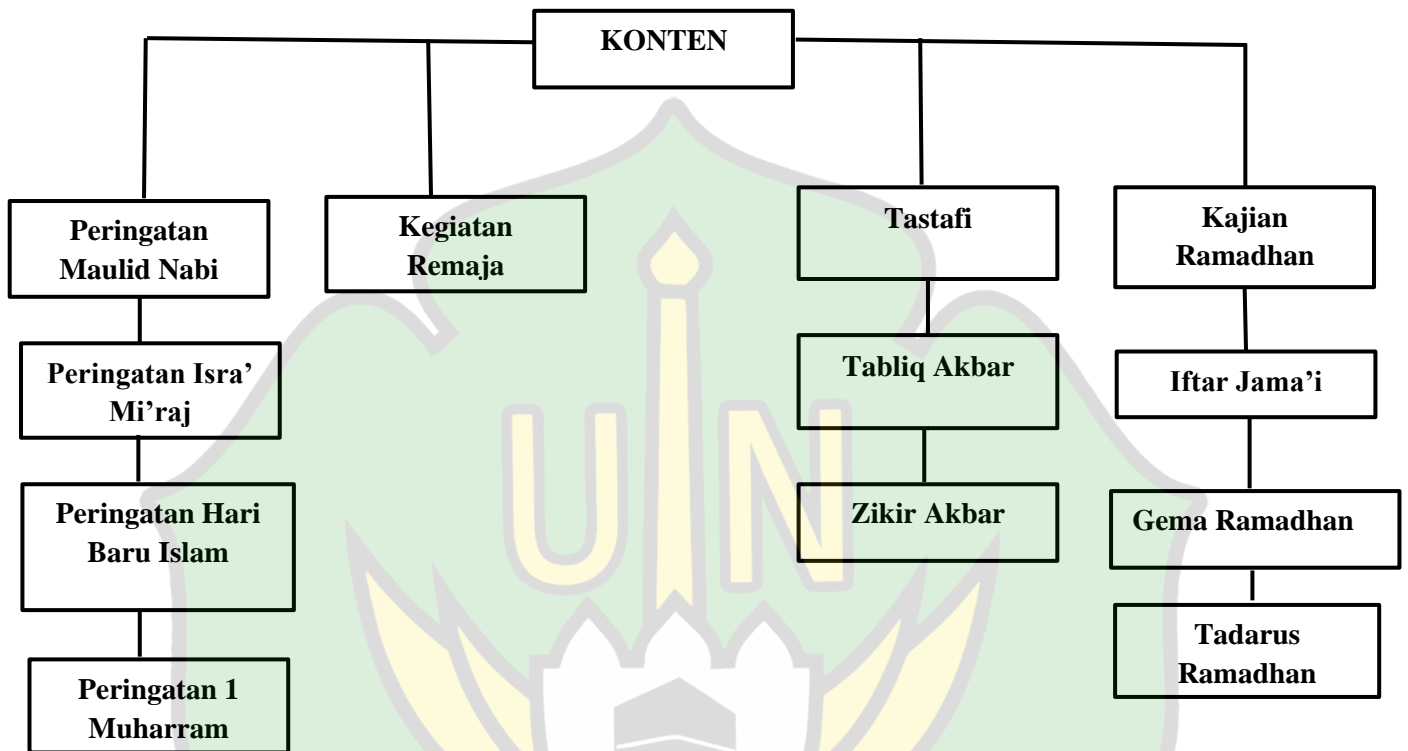 KONTEN
Peringatan
Maulid Nabi
Kegiatan
Remaja
Tastafi
Kajian
Ramadhan
Peringatan Isra’
Mi’raj
Tabliq Akbar
Iftar Jama’i
Peringatan Hari
Baru Islam
Zikir Akbar
Gema Ramadhan
Peringatan 1
Muharram
Tadarus
Ramadhan
UIN